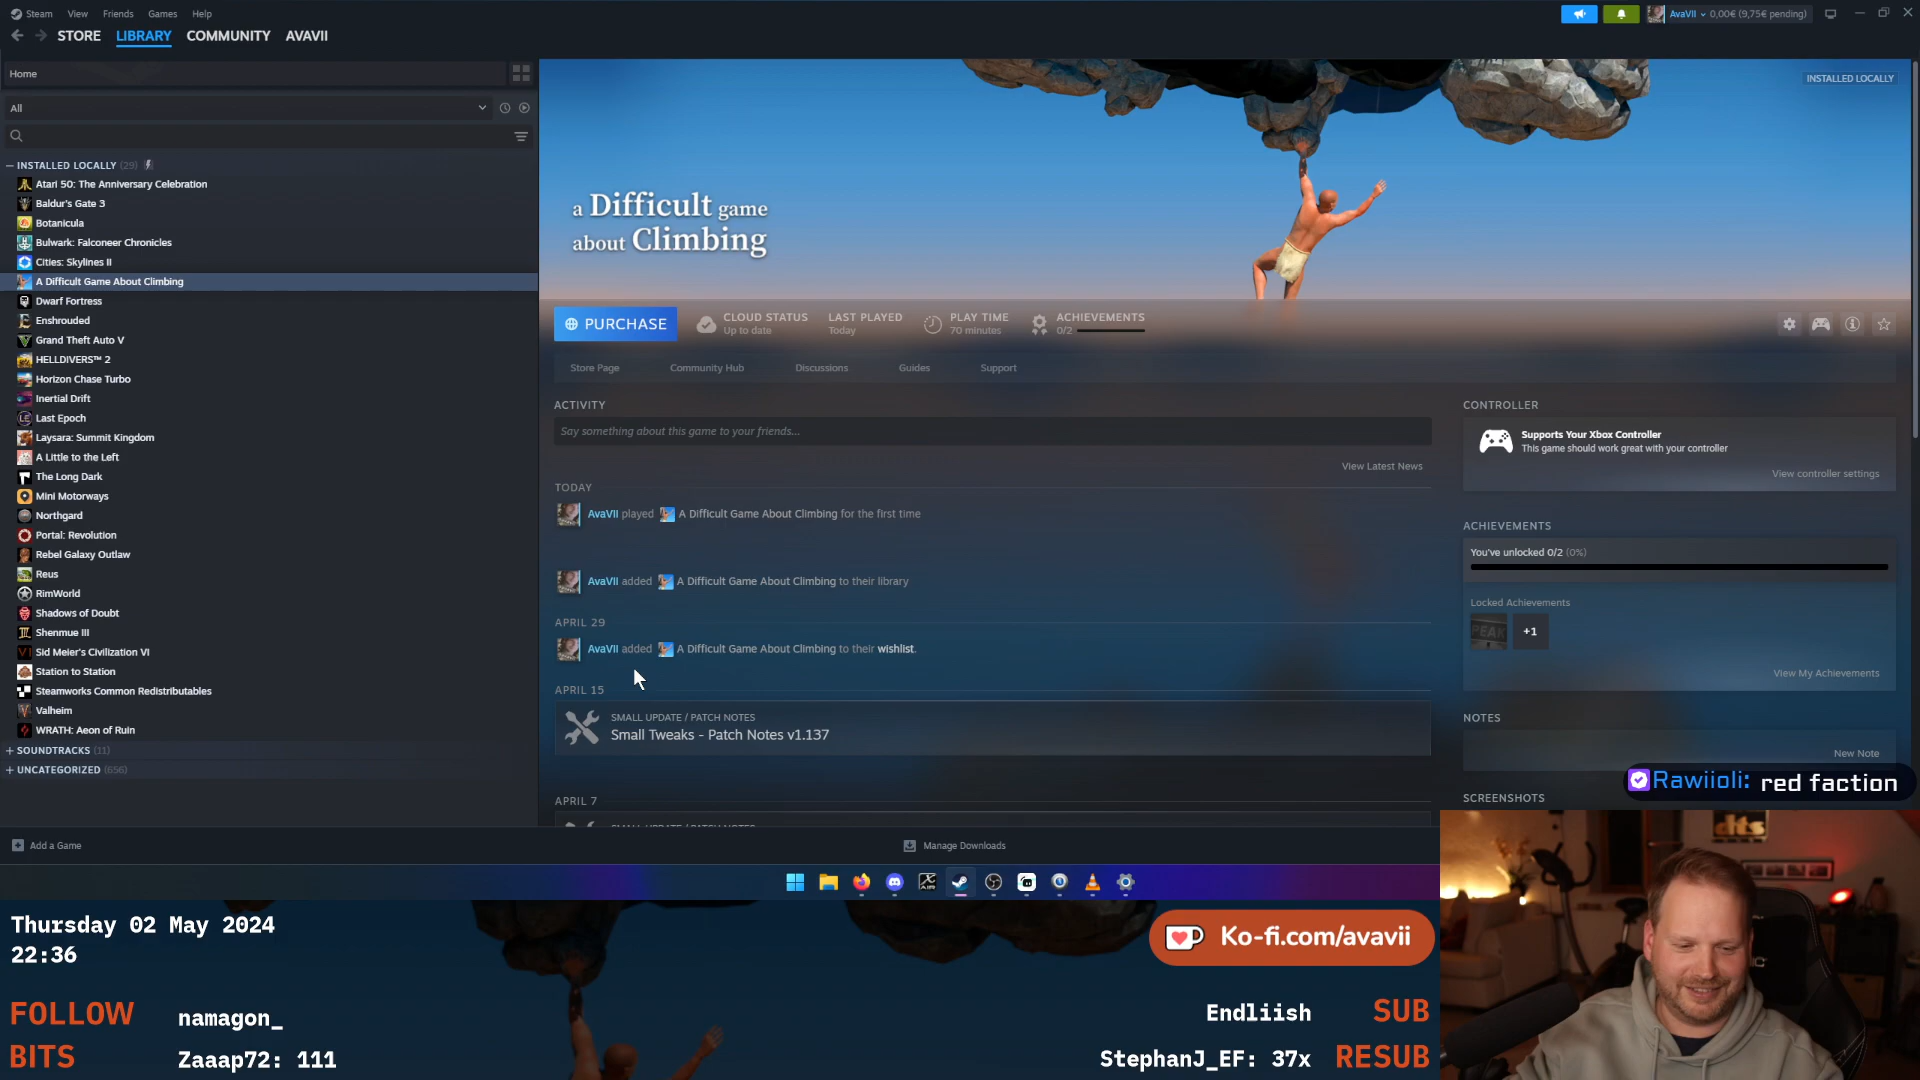 Steam View Friends Games Help
AvaVII 0,00€ (9,75€ pending)
STORE LIBRARY COMMUNITY AVAVII
Home
INSTALLED LOCALLY
All
INSTALLED LOCALLY (29)
Atari 50: The Anniversary Celebration
Baldur's Gate 3
Botanicula
Bulwark: Falconeer Chronicles
Cities: Skylines II
A Difficult Game About Climbing
Dwarf Fortress
Enshrouded
Grand Theft Auto V
HELLDIVERS™ 2
Horizon Chase Turbo
Inertial Drift
Last Epoch
Laysara: Summit Kingdom
A Little to the Left
The Long Dark
Mini Motorways
Northgard
Portal: Revolution
Rebel Galaxy Outlaw
Reus
RimWorld
Shadows of Doubt
Shenmue III
Sid Meier's Civilization VI
Station to Station
Steamworks Common Redistributables
Valheim
WRATH: Aeon of Ruin
SOUNDTRACKS (11)
UNCATEGORIZED (656)
Add a Game
a Difficult game
about Climbing
PURCHASE
CLOUD STATUS
Up to date
LAST PLAYED
Today
PLAY TIME
70 minutes
ACHIEVEMENTS
0/2
Store Page Community Hub Discussions Guides Support
ACTIVITY
Say something about this game to your friends...
View Latest News
TODAY
AvaVII played A Difficult Game About Climbing for the first time
AvaVII added A Difficult Game About Climbing to their library
APRIL 29
AvaVII added A Difficult Game About Climbing to their wishlist.
APRIL 15
SMALL UPDATE / PATCH NOTES
Small Tweaks - Patch Notes v1.137
APRIL 7
SMALL UPDATE / PATCH NOTES
CONTROLLER
Supports Your Xbox Controller
This game should work great with your controller
View controller settings
ACHIEVEMENTS
You've unlocked 0/2 (0%)
Locked Achievements
PEAK
+1
View My Achievements
NOTES
New Note
Rawiioli: red faction
SCREENSHOTS
Manage Downloads
dts
Thursday 02 May 2024
22:36
Ko-fi.com/avavii
FOLLOW namagon_
BITS Zaaap72: 111
Endliish SUB
StephanJ_EF: 37x RESUB